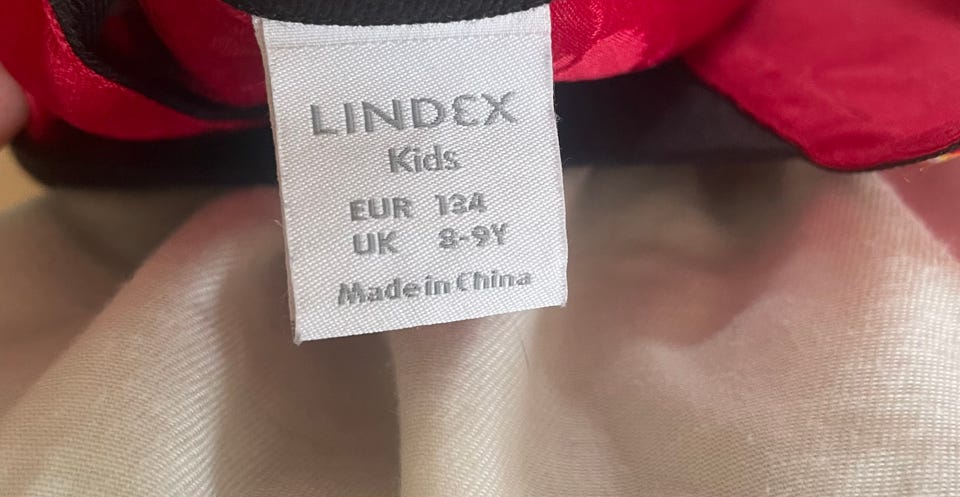 LINDEX
Kids
EUR 134
UK 8-9Y
Made in China